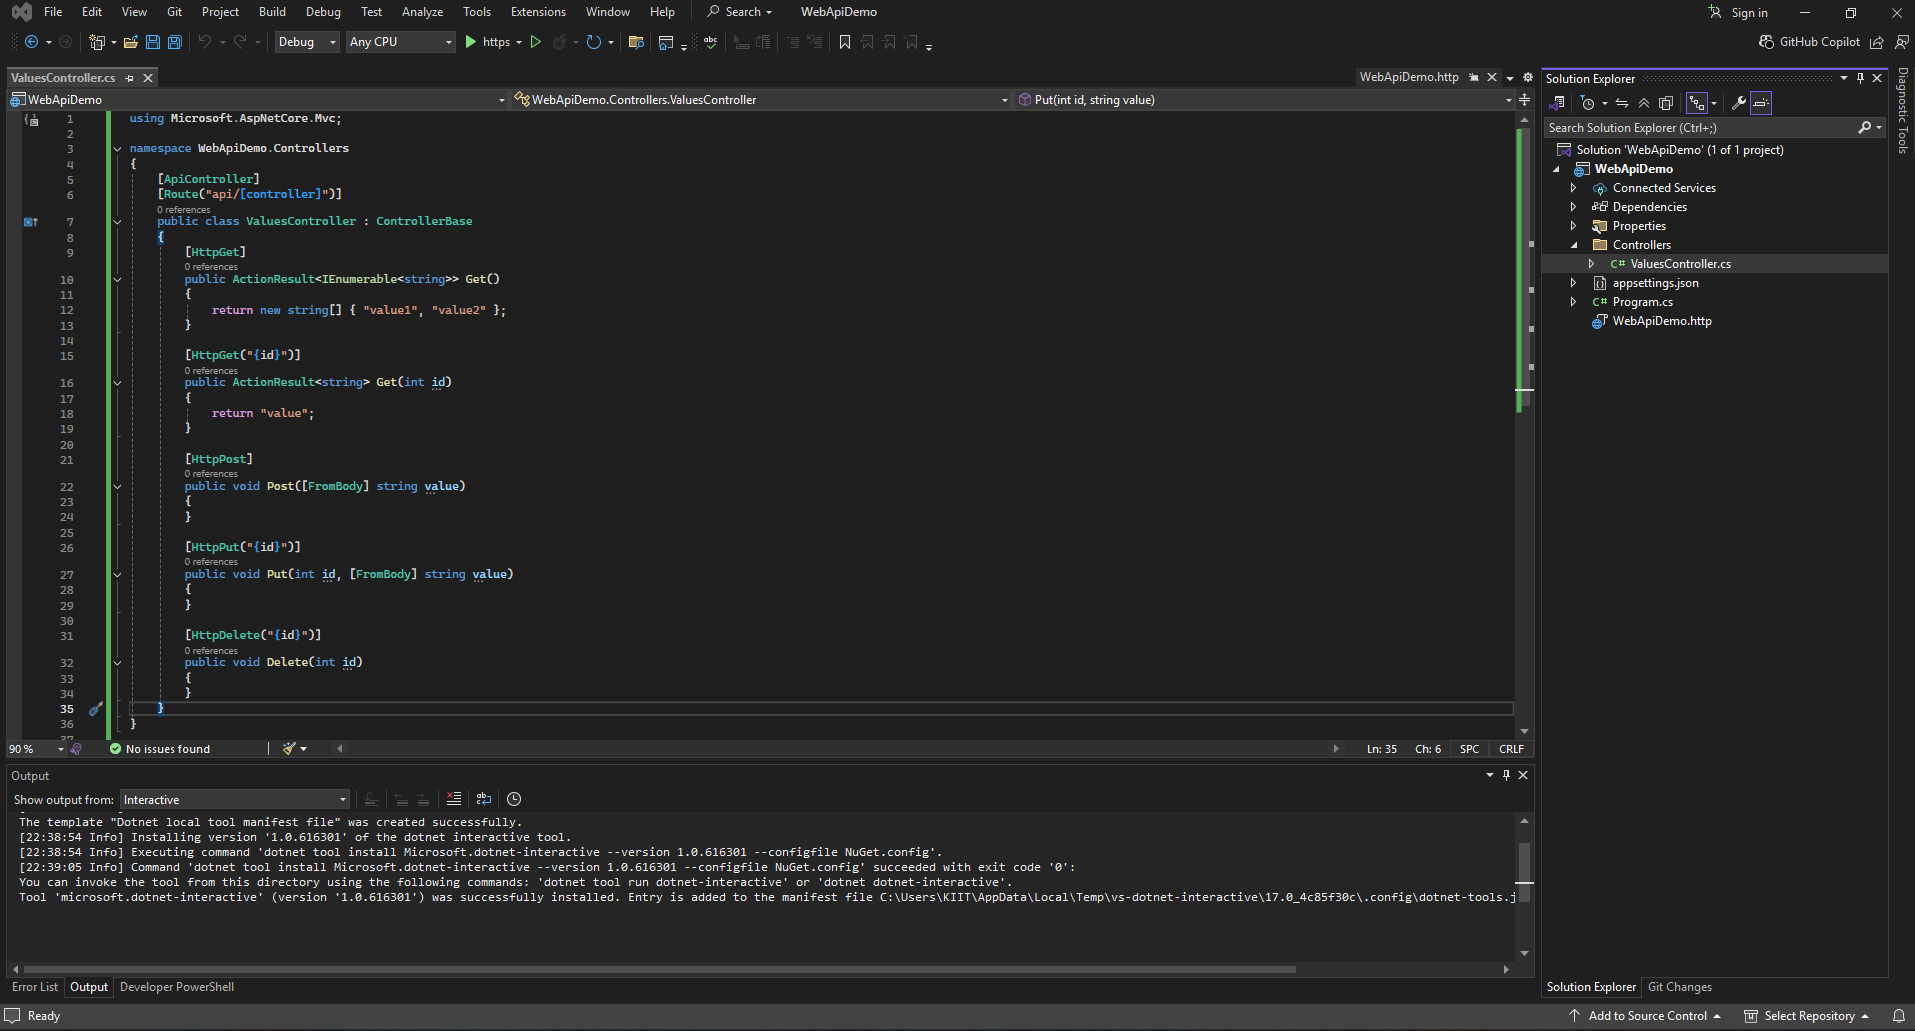 File Edit View Git Project Build Debug Test Analyze Tools Extensions Window Help Search WebApiDemo Sign in
Debug Any CPU https GitHub Copilot
ValuesController.cs WebApiDemo.http
WebApiDemo WebApiDemo.Controllers.ValuesController Put(int id, string value)
1 using Microsoft.AspNetCore.Mvc;
2
3 namespace WebApiDemo.Controllers
4 {
5 [ApiController]
6 [Route("api/[controller]")]
0 references
7 public class ValuesController : ControllerBase
8 {
9 [HttpGet]
0 references
10 public ActionResult<IEnumerable<string>> Get()
11 {
12 return new string[] { "value1", "value2" };
13 }
14
15 [HttpGet("{id}")]
0 references
16 public ActionResult<string> Get(int id)
17 {
18 return "value";
19 }
20
21 [HttpPost]
0 references
22 public void Post([FromBody] string value)
23 {
24 }
25
26 [HttpPut("{id}")]
0 references
27 public void Put(int id, [FromBody] string value)
28 {
29 }
30
31 [HttpDelete("{id}")]
0 references
32 public void Delete(int id)
33 {
34 }
35 }
36 }
37
90 % No issues found Ln: 35 Ch: 6 SPC CRLF
Output
Show output from: Interactive
The template "Dotnet local tool manifest file" was created successfully.
[22:38:54 Info] Installing version '1.0.616301' of the dotnet interactive tool.
[22:38:54 Info] Executing command 'dotnet tool install Microsoft.dotnet-interactive --version 1.0.616301 --configfile NuGet.config'.
[22:39:05 Info] Command 'dotnet tool install Microsoft.dotnet-interactive --version 1.0.616301 --configfile NuGet.config' succeeded with exit code '0':
You can invoke the tool from this directory using the following commands: 'dotnet tool run dotnet-interactive' or 'dotnet dotnet-interactive'.
Tool 'microsoft.dotnet-interactive' (version '1.0.616301') was successfully installed. Entry is added to the manifest file C:\Users\KIIT\AppData\Local\Temp\vs-dotnet-interactive\17.0_4c85f30c\.config\dotnet-tools.j
Error List Output Developer PowerShell
Solution Explorer
Search Solution Explorer (Ctrl+;)
Solution 'WebApiDemo' (1 of 1 project)
WebApiDemo
Connected Services
Dependencies
Properties
Controllers
C# ValuesController.cs
appsettings.json
C# Program.cs
WebApiDemo.http
Solution Explorer Git Changes
Diagnostic Tools
Ready Add to Source Control Select Repository